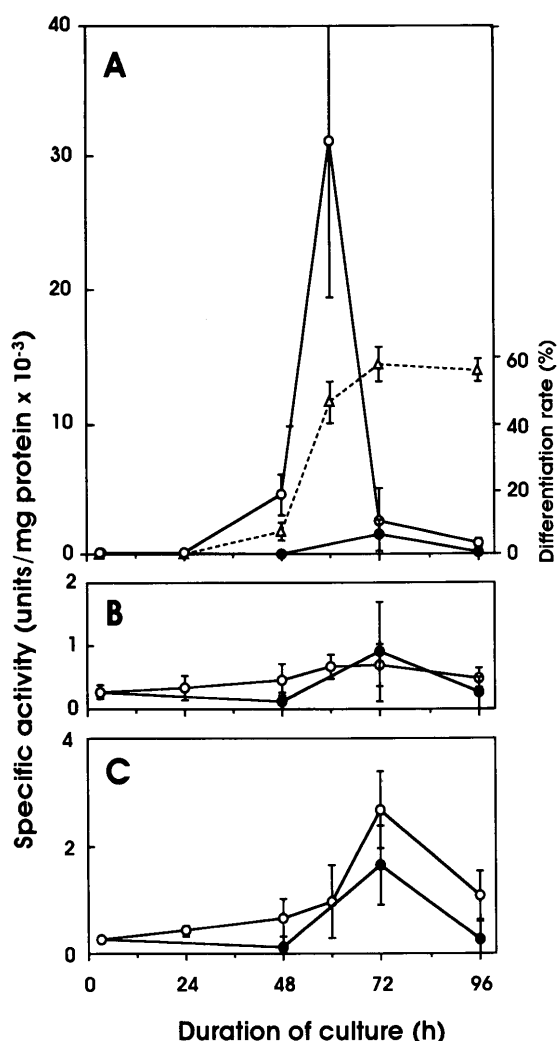 40
A
30
20
10
0
60
40
20
0
Differentiation rate (%)
Specific activity (units/mg protein x 10-3)
2
B
1
0
4
C
2
0
0 24 48 72 96
Duration of culture (h)